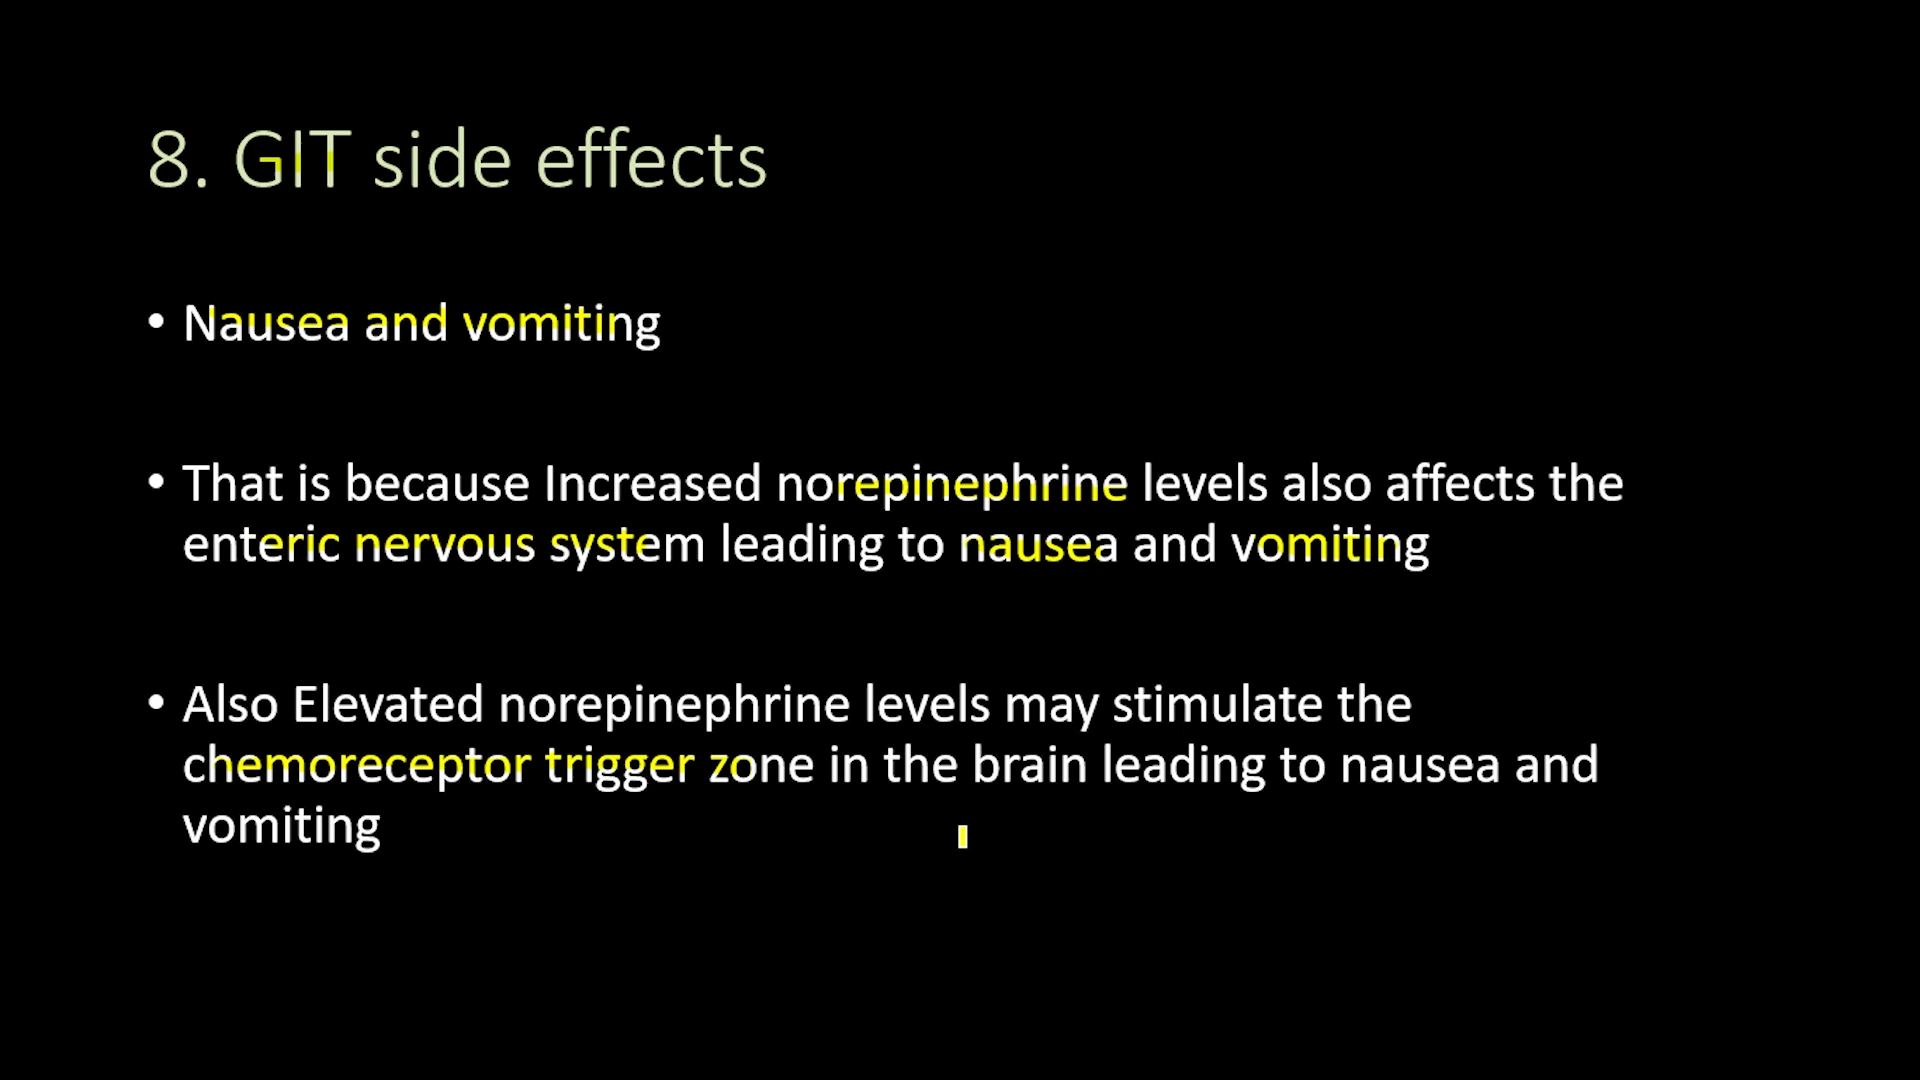 8. GIT side effects
• Nausea and vomiting
• That is because Increased norepinephrine levels also affects the
enteric nervous system leading to nausea and vomiting
• Also Elevated norepinephrine levels may stimulate the
chemoreceptor trigger zone in the brain leading to nausea and
vomiting